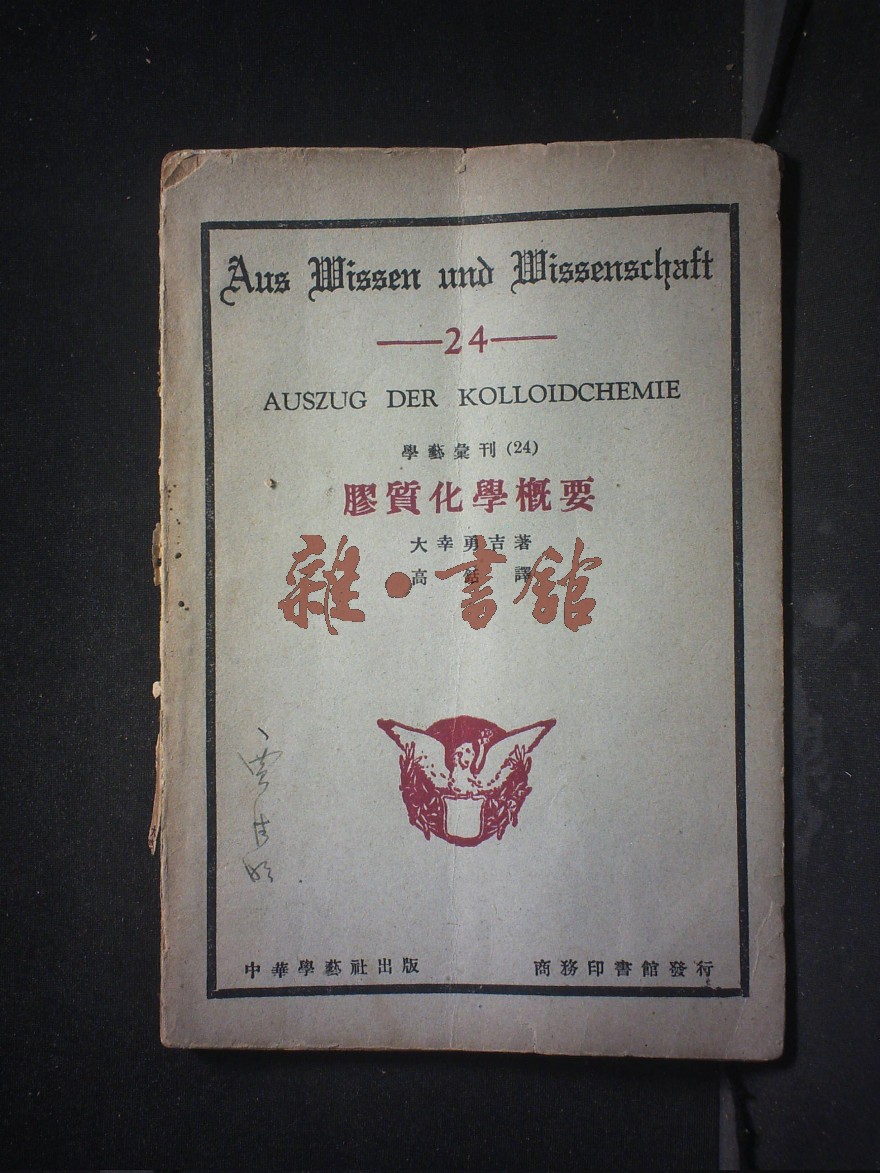 Aus Wissen und Wissenschaft
—24—
AUSZUG DER KOLLOIDCHEMIE
學藝彙刊(24)
膠質化學概要
大幸勇吉著
高 譯
雜·書館
中華學藝社出版
商務印書館發行